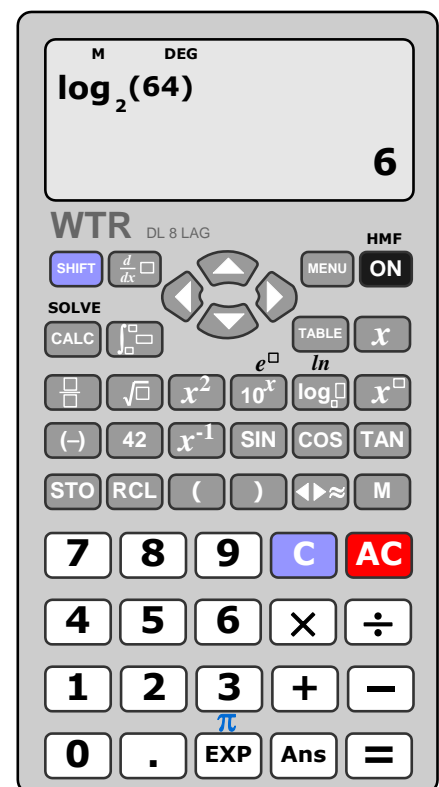 M DEG
log₂(64)
6
WTR DL 8 LAG
HMF
SHIFT d/dx□ MENU ON
SOLVE
CALC ∫□ TABLE x
e□ ln
□/□ √□ x² 10ˣ log□□ x□
(–) 42 x⁻¹ SIN COS TAN
STO RCL ( ) ◀▶≈ M
7 8 9 C AC
4 5 6 × ÷
1 2 3 + −
π
0 . EXP Ans =